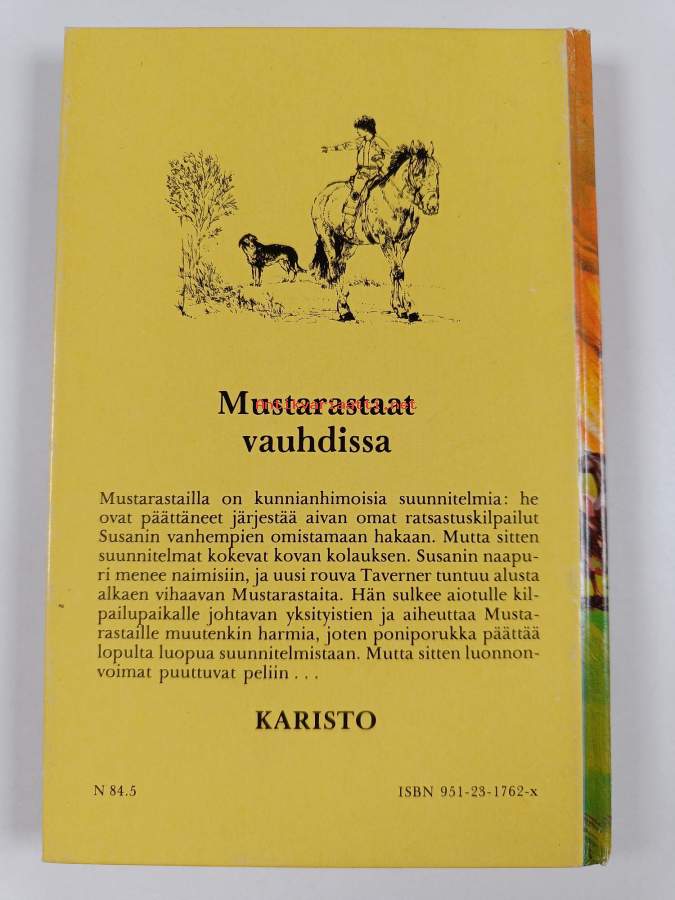 Mustarastaat
Antikvariaatti.net
vauhdissa
Mustarastailla on kunnianhimoisia suunnitelmia: he
ovat päättäneet järjestää aivan omat ratsastuskilpailut
Susanin vanhempien omistamaan hakaan. Mutta sitten
suunnitelmat kokevat kovan kolauksen. Susanin naapu-
ri menee naimisiin, ja uusi rouva Taverner tuntuu alusta
alkaen vihaavan Mustarastaita. Hän sulkee aiotulle kil-
pailupaikalle johtavan yksityistien ja aiheuttaa Musta-
rastaille muutenkin harmia, joten poniporukka päättää
lopulta luopua suunnitelmistaan. Mutta sitten luonnon-
voimat puuttuvat peliin . . .
KARISTO
N 84.5
ISBN 951-23-1762-x